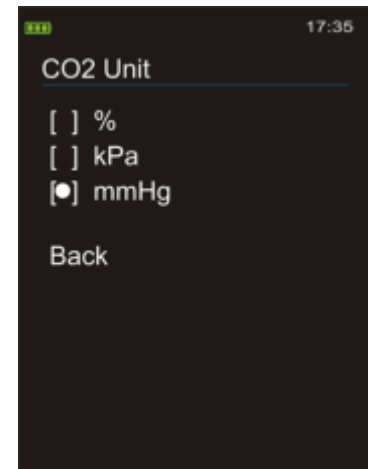 17:35
CO2 Unit
[ ] %
[ ] kPa
[●] mmHg
Back